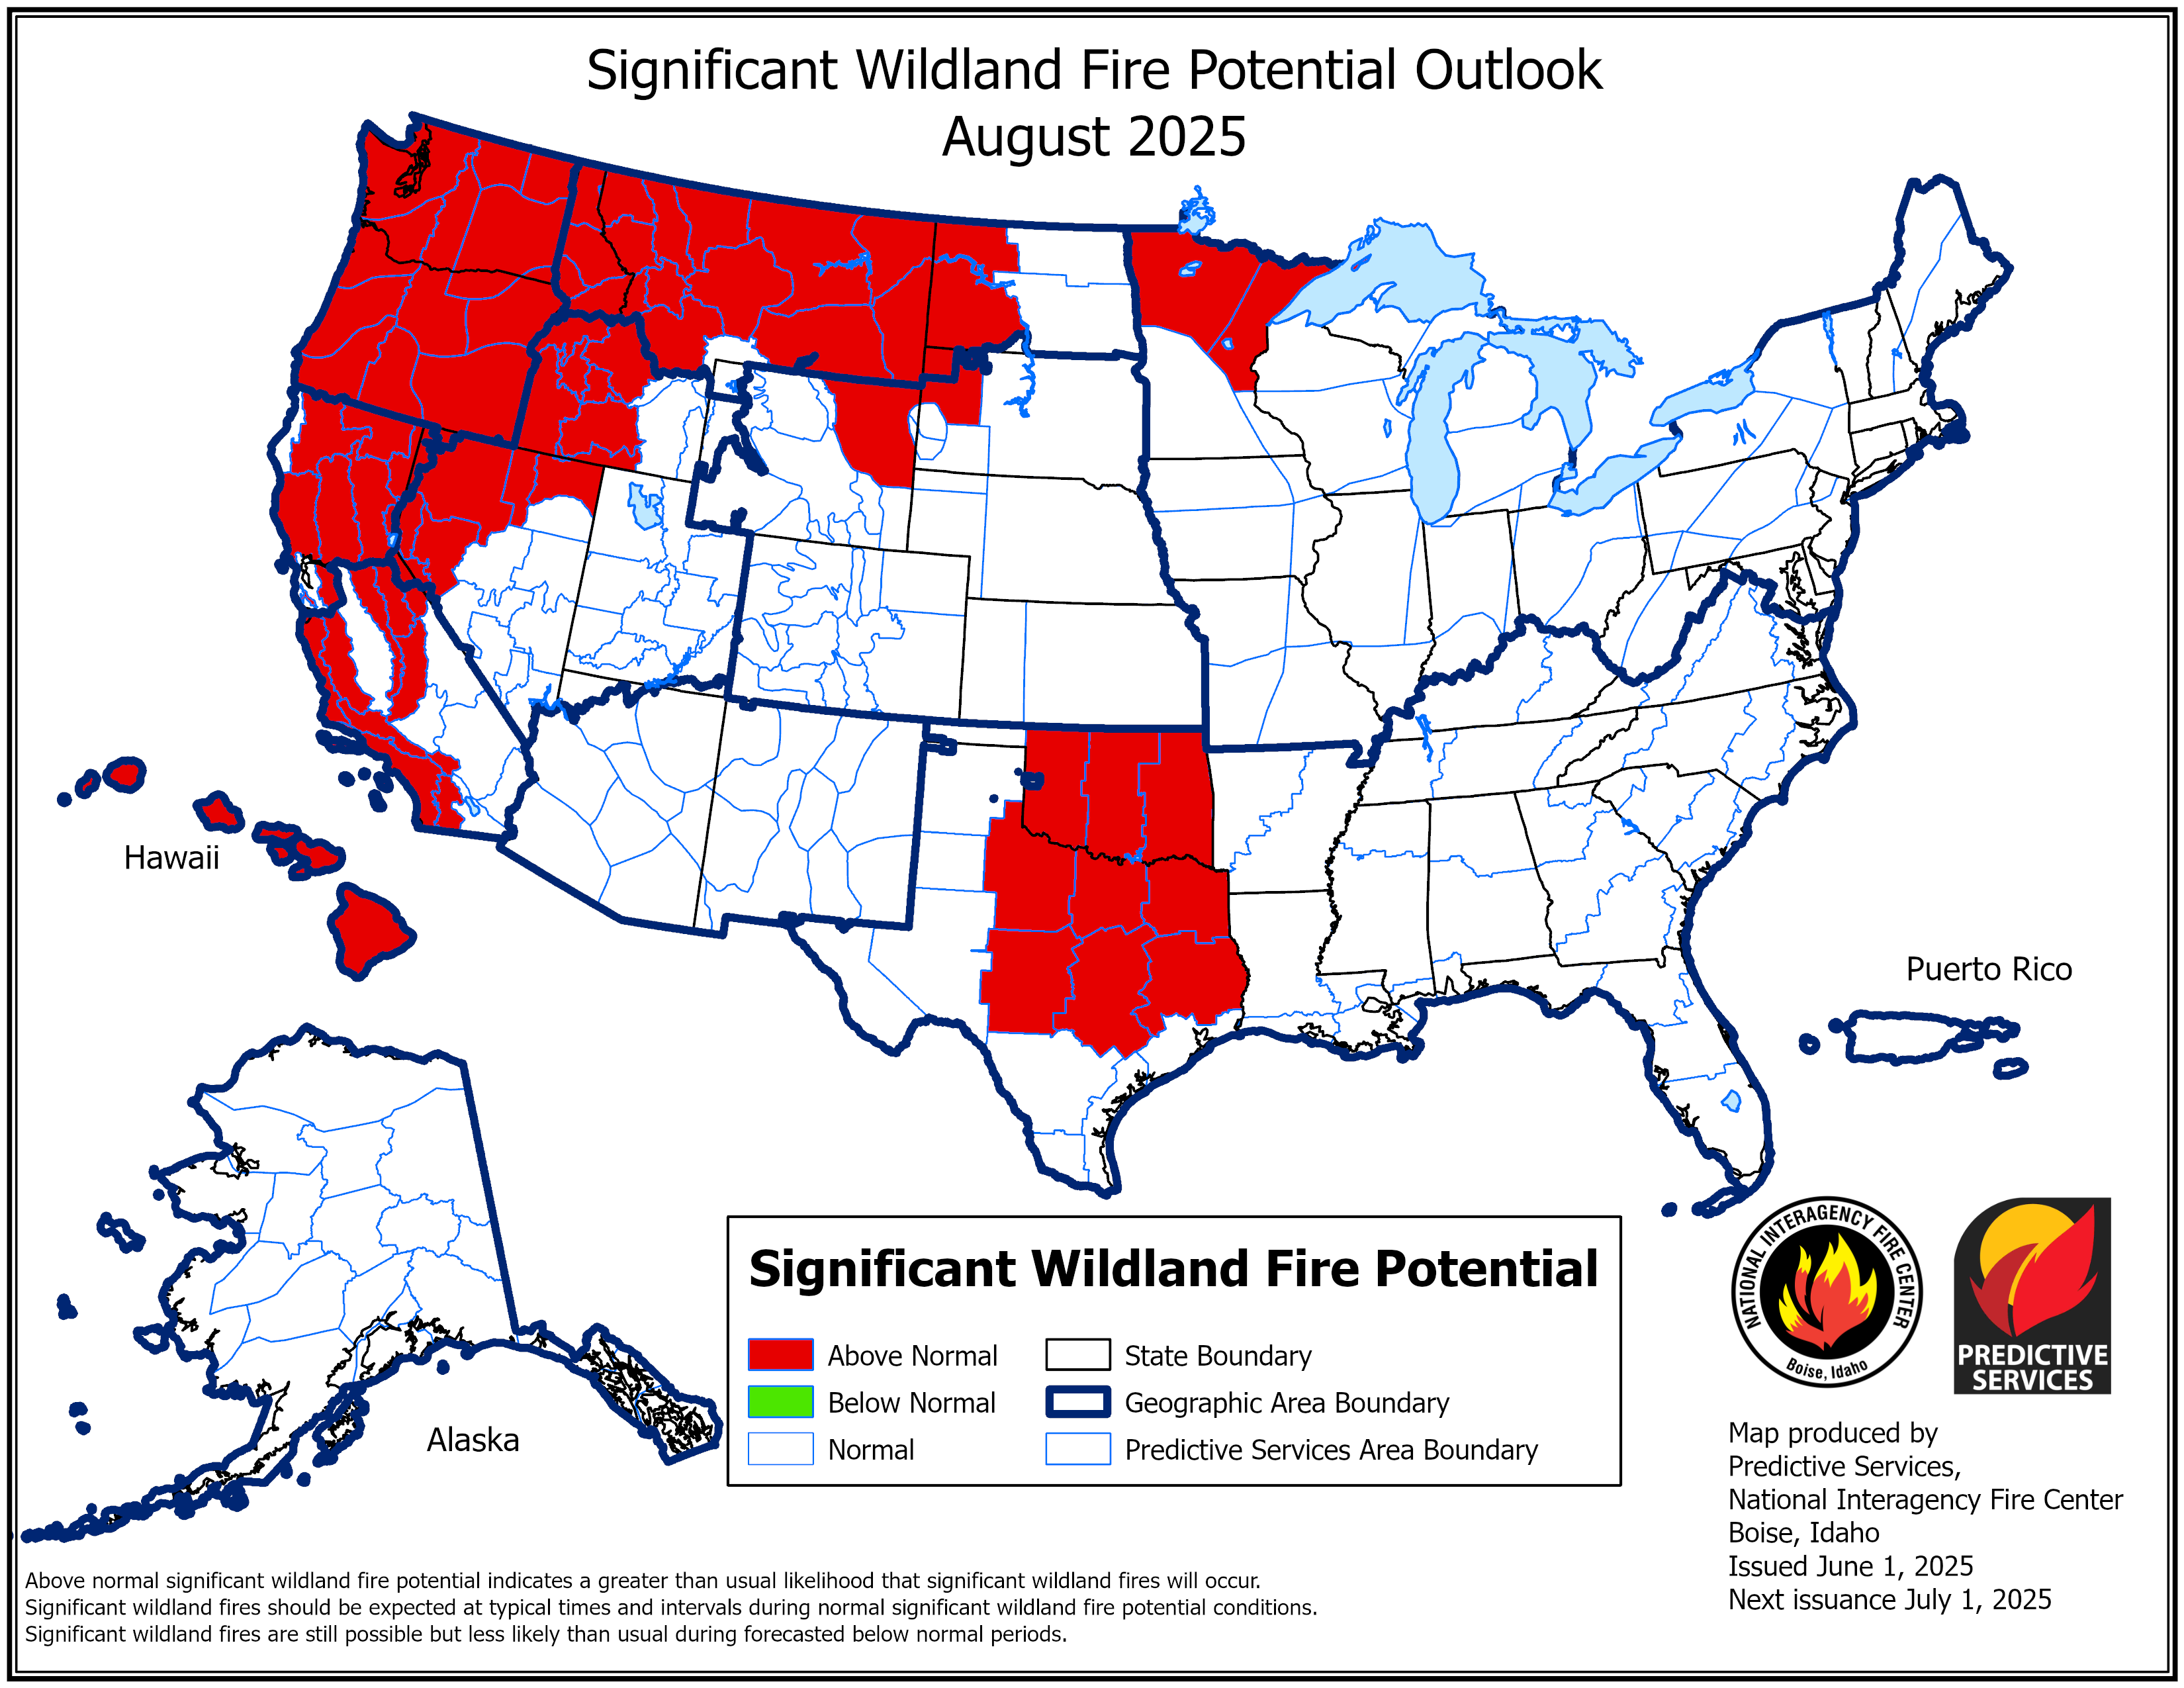 Significant Wildland Fire Potential Outlook
August 2025
Hawaii
Puerto Rico
Alaska
Significant Wildland Fire Potential
Above Normal
Below Normal
Normal
State Boundary
Geographic Area Boundary
Predictive Services Area Boundary
NATIONAL INTERAGENCY FIRE CENTER
Boise, Idaho
PREDICTIVE
SERVICES
Map produced by
Predictive Services,
National Interagency Fire Center
Boise, Idaho
Issued June 1, 2025
Next issuance July 1, 2025
Above normal significant wildland fire potential indicates a greater than usual likelihood that significant wildland fires will occur.
Significant wildland fires should be expected at typical times and intervals during normal significant wildland fire potential conditions.
Significant wildland fires are still possible but less likely than usual during forecasted below normal periods.